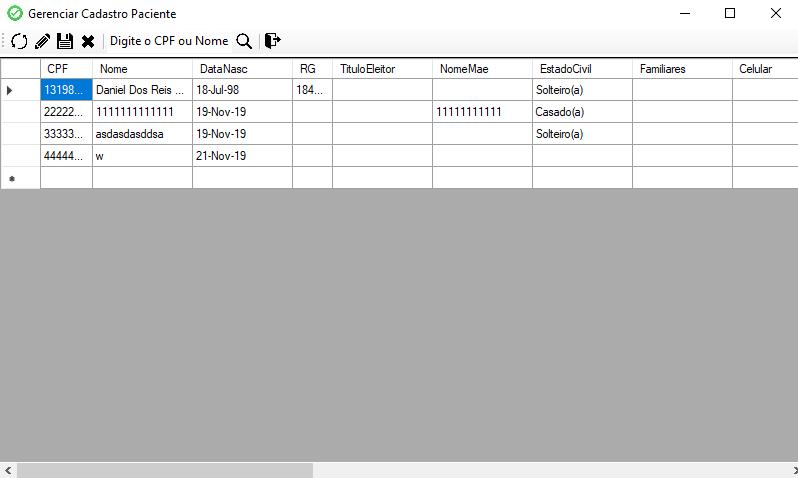 Gerenciar Cadastro Paciente
Digite o CPF ou Nome
CPF Nome DataNasc RG TituloEleitor NomeMae EstadoCivil Familiares Celular
13198... Daniel Dos Reis ... 18-Jul-98 184... Solteiro(a)
22222... 1111111111111 19-Nov-19 11111111111 Casado(a)
33333... asdasdasddsa 19-Nov-19 Solteiro(a)
44444... w 21-Nov-19